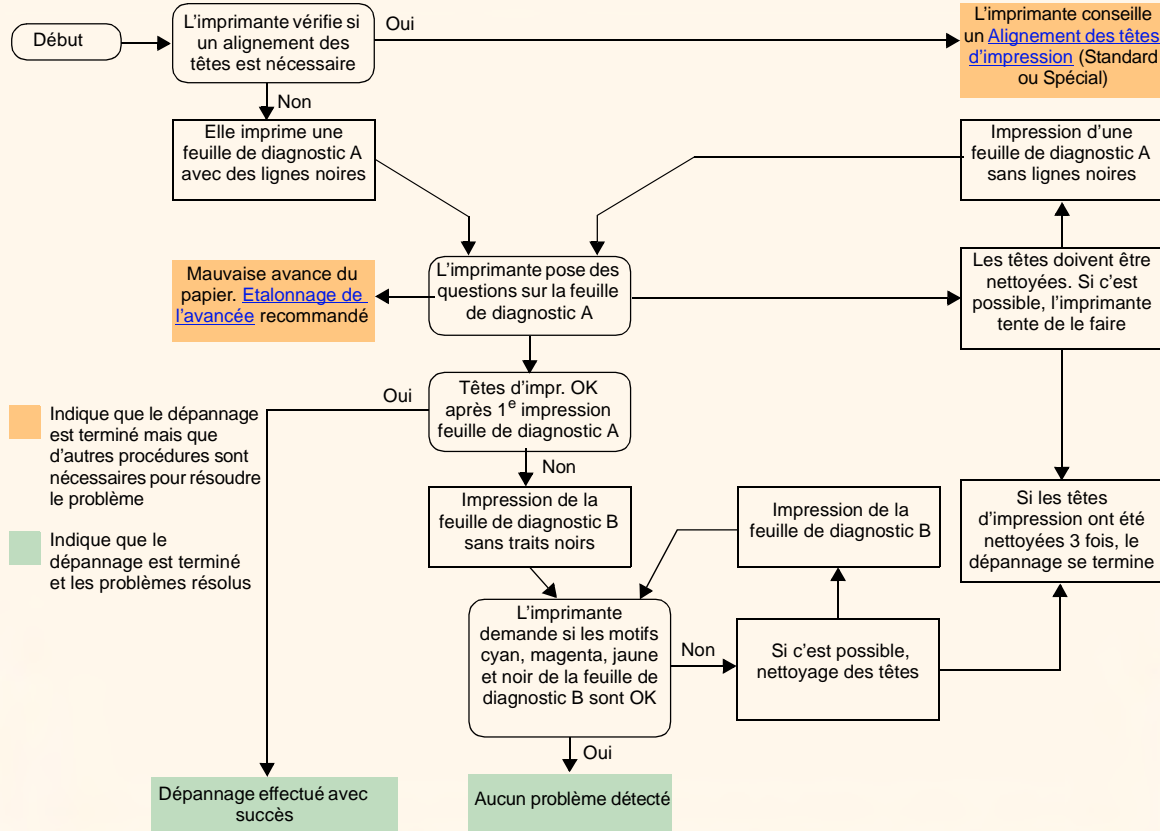 Début
L'imprimante vérifie si
un alignement des
têtes est nécessaire
Oui
L'imprimante conseille
un Alignement des têtes
d'impression (Standard
ou Spécial)
Non
Elle imprime une
feuille de diagnostic A
avec des lignes noires
Impression d'une
feuille de diagnostic A
sans lignes noires
Mauvaise avance du
papier. Etalonnage de
l'avancée recommandé
L'imprimante pose des
questions sur la feuille
de diagnostic A
Les têtes doivent être
nettoyées. Si c'est
possible, l'imprimante
tente de le faire
Oui
Têtes d'impr. OK
après 1e impression
feuille de diagnostic A
Indique que le dépannage
est terminé mais que
d'autres procédures sont
nécessaires pour résoudre
le problème
Non
Impression de la
feuille de diagnostic B
sans traits noirs
Impression de la
feuille de diagnostic B
Si les têtes
d'impression ont été
nettoyées 3 fois, le
dépannage se termine
Indique que le
dépannage est terminé
et les problèmes résolus
L'imprimante
demande si les motifs
cyan, magenta, jaune
et noir de la feuille de
diagnostic B sont OK
Non
Si c'est possible,
nettoyage des têtes
Oui
Dépannage effectué avec
succès
Aucun problème détecté